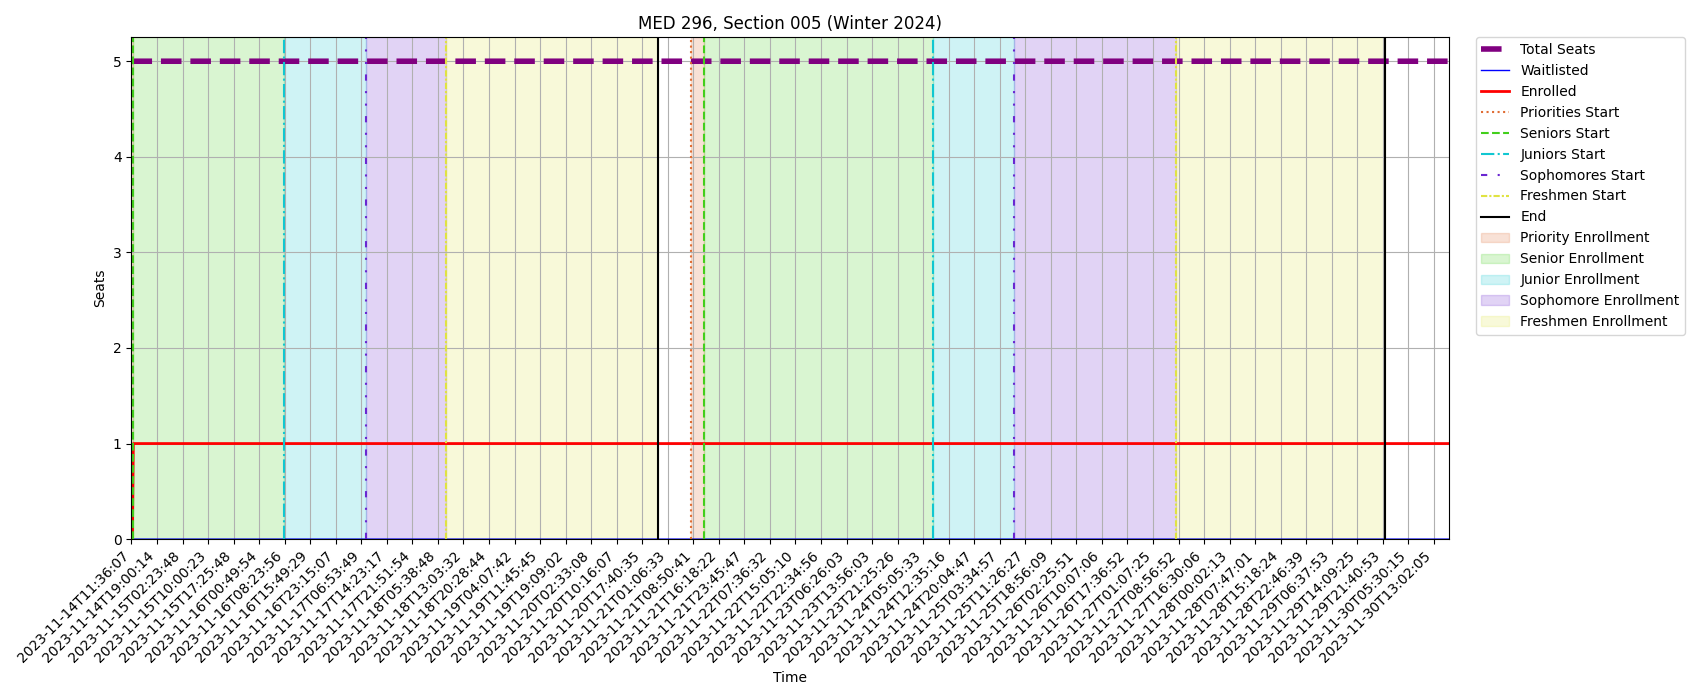 MED 296, Section 005 (Winter 2024)
Total Seats
Waitlisted
Enrolled
Priorities Start
Seniors Start
Juniors Start
Sophomores Start
Freshmen Start
End
Priority Enrollment
Senior Enrollment
Junior Enrollment
Sophomore Enrollment
Freshmen Enrollment
Seats
5
4
3
2
1
0
2023-11-14T11:36:07
2023-11-14T19:00:14
2023-11-15T02:23:48
2023-11-15T10:00:23
2023-11-15T17:25:48
2023-11-16T00:49:54
2023-11-16T08:23:56
2023-11-16T15:49:29
2023-11-16T23:15:07
2023-11-17T06:53:49
2023-11-17T14:23:17
2023-11-17T21:51:54
2023-11-18T05:38:48
2023-11-18T13:03:32
2023-11-18T20:28:44
2023-11-19T04:07:42
2023-11-19T11:45:45
2023-11-19T19:09:02
2023-11-20T02:33:08
2023-11-20T10:16:07
2023-11-20T17:40:35
2023-11-21T01:06:33
2023-11-21T08:50:41
2023-11-21T16:18:22
2023-11-21T23:45:47
2023-11-22T07:36:32
2023-11-22T15:05:10
2023-11-22T22:34:56
2023-11-23T06:26:03
2023-11-23T13:56:03
2023-11-23T21:25:26
2023-11-24T05:05:33
2023-11-24T12:35:16
2023-11-24T20:04:47
2023-11-25T03:34:57
2023-11-25T11:26:27
2023-11-25T18:56:09
2023-11-26T02:25:51
2023-11-26T10:07:06
2023-11-26T17:36:52
2023-11-27T01:07:25
2023-11-27T08:56:52
2023-11-27T16:30:06
2023-11-28T00:02:13
2023-11-28T07:47:01
2023-11-28T15:18:24
2023-11-28T22:46:39
2023-11-29T06:37:53
2023-11-29T14:09:25
2023-11-29T21:40:53
2023-11-30T05:30:15
2023-11-30T13:02:05
Time